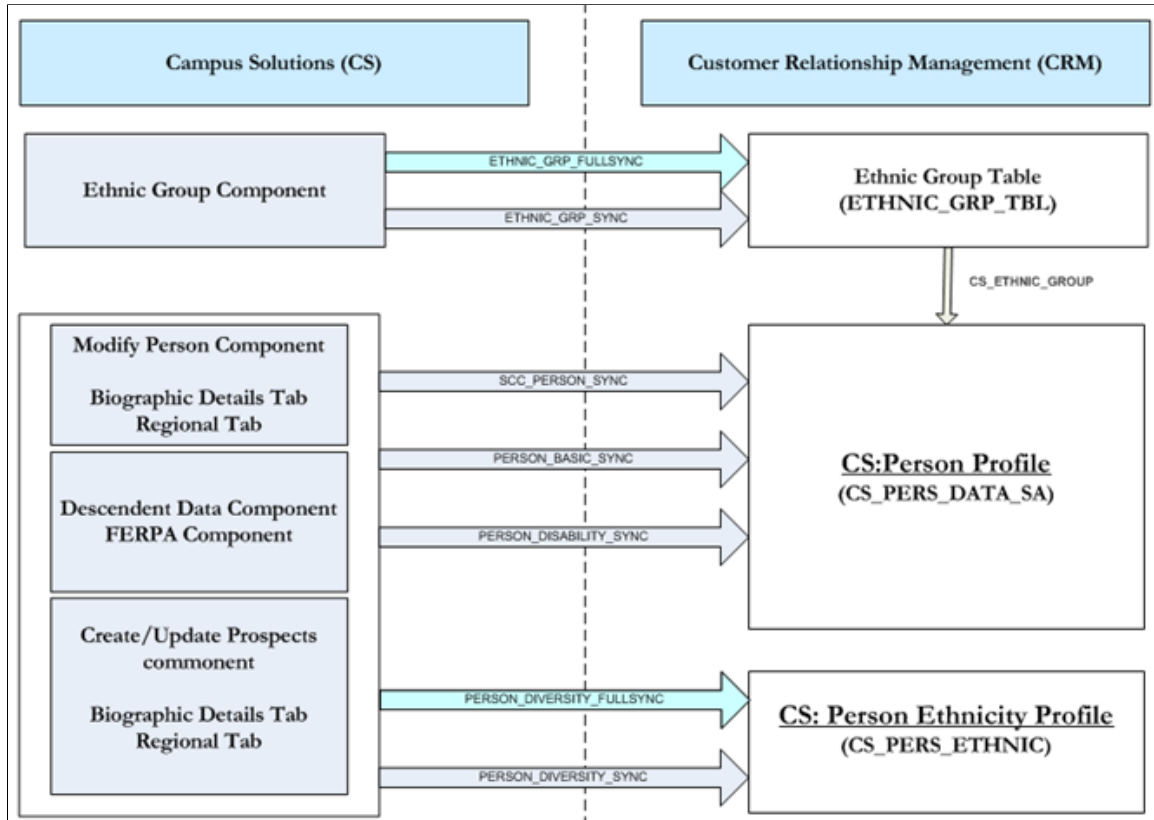 Campus Solutions (CS)
Customer Relationship Management (CRM)
Ethnic Group Component
ETHNIC_GRP_FULLSYNC
ETHNIC_GRP_SYNC
Ethnic Group Table
(ETHNIC_GRP_TBL)
CS_ETHNIC_GROUP
Modify Person Component
Biographic Details Tab
Regional Tab
SCC_PERSON_SYNC
PERSON_BASIC_SYNC
Descendent Data Component
FERPA Component
PERSON_DISABILITY_SYNC
CS:Person Profile
(CS_PERS_DATA_SA)
Create/Update Prospects
commonent
Biographic Details Tab
Regional Tab
PERSON_DIVERSITY_FULLSYNC
PERSON_DIVERSITY_SYNC
CS: Person Ethnicity Profile
(CS_PERS_ETHNIC)